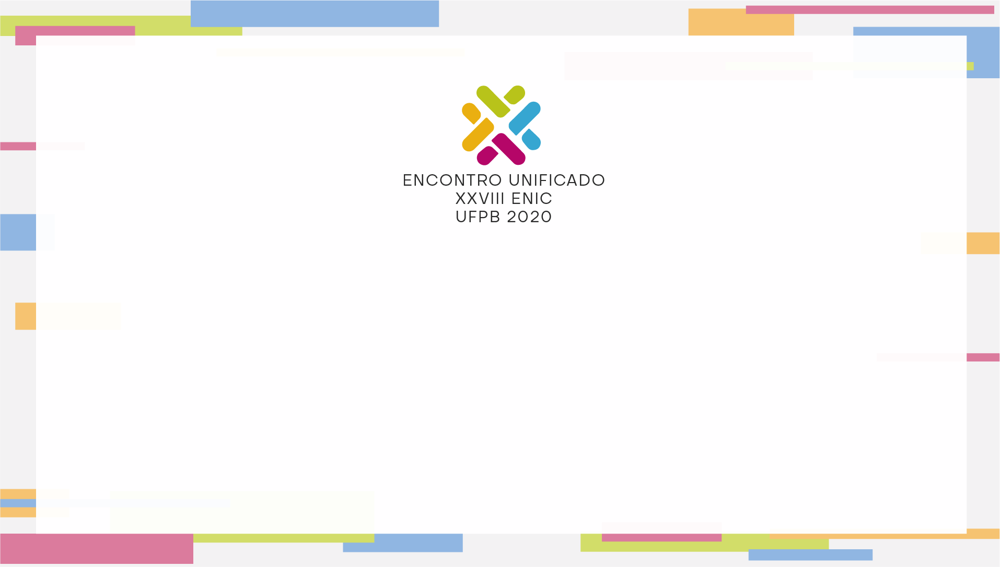 ENCONTRO UNIFICADO
XXVIII ENIC
UFPB 2020